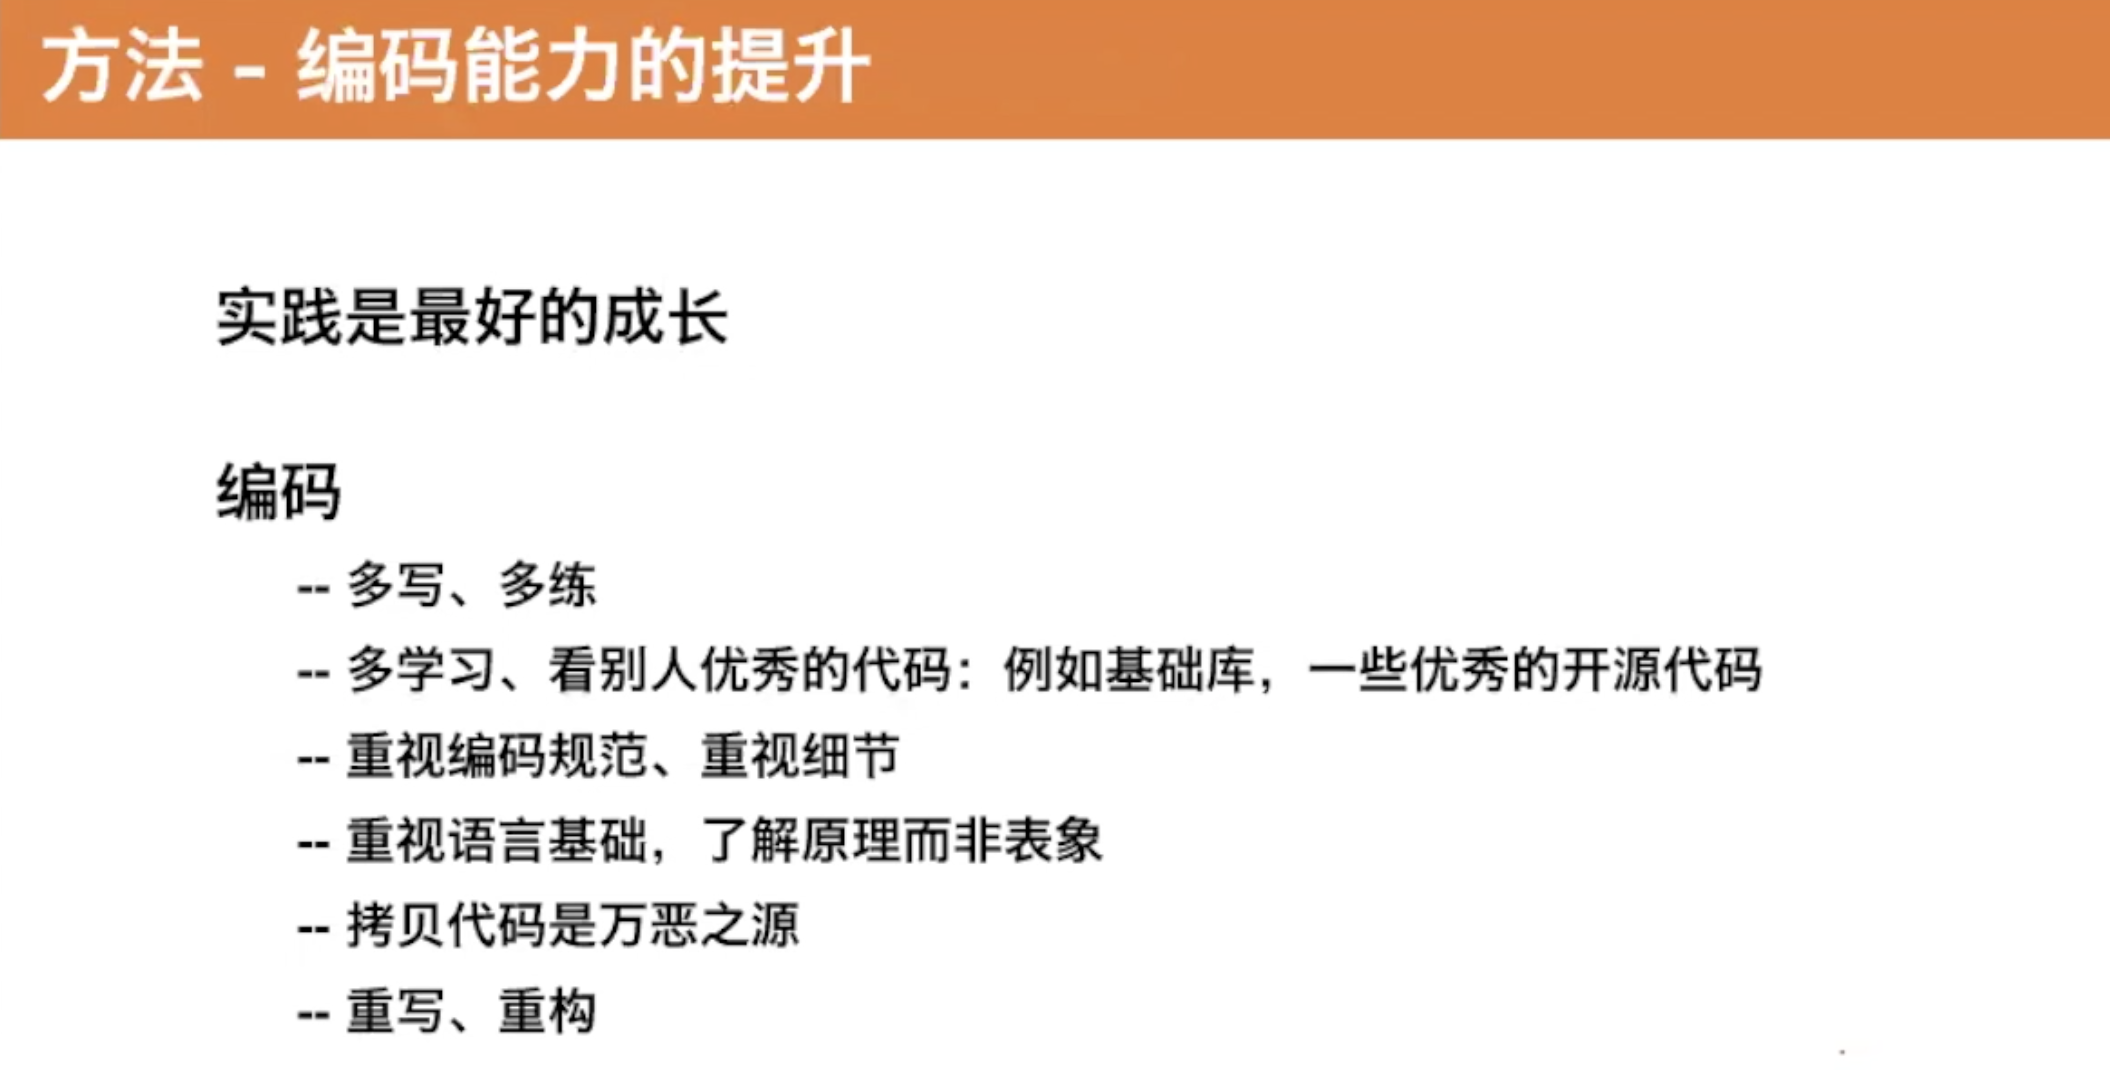 方法 - 编码能力的提升
实践是最好的成长
编码
-- 多写、多练
-- 多学习、看别人优秀的代码：例如基础库，一些优秀的开源代码
-- 重视编码规范、重视细节
-- 重视语言基础，了解原理而非表象
-- 拷贝代码是万恶之源
-- 重写、重构